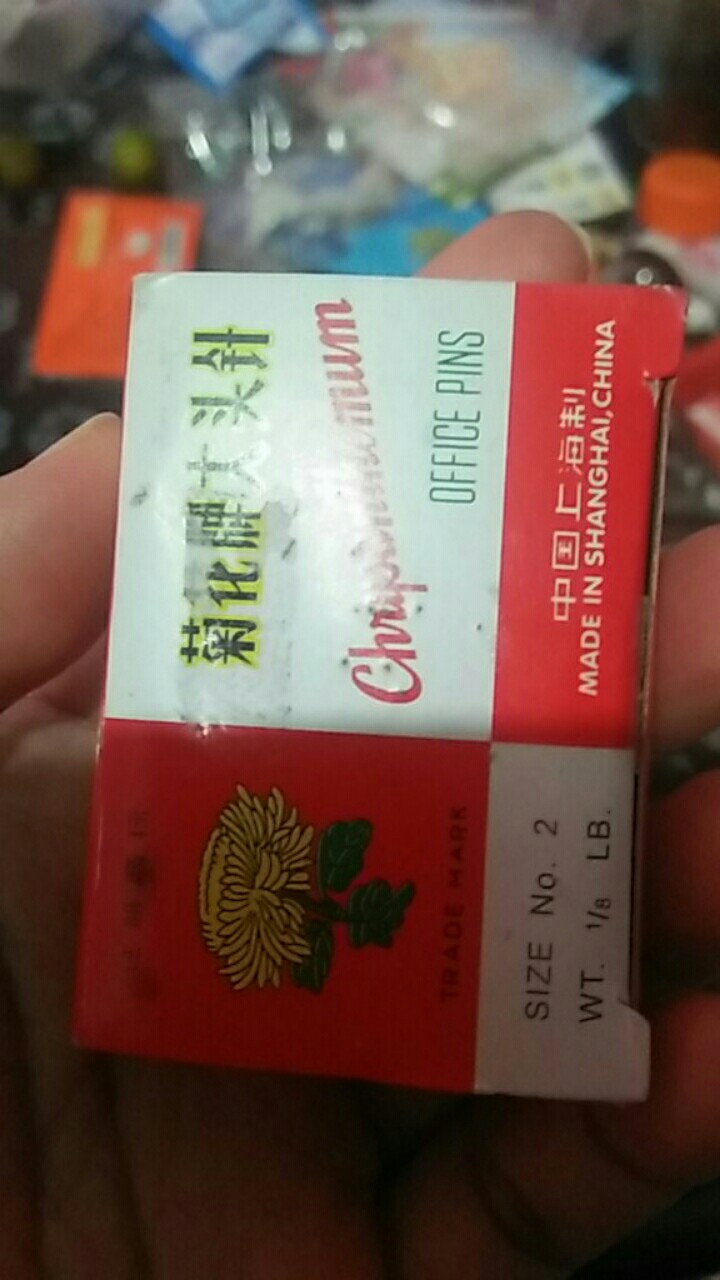 菊花牌大头针
Chrysanthemum
OFFICE PINS
中国上海制
MADE IN SHANGHAI,CHINA
TRADE MARK
SIZE No. 2
WT. 1/8 LB.